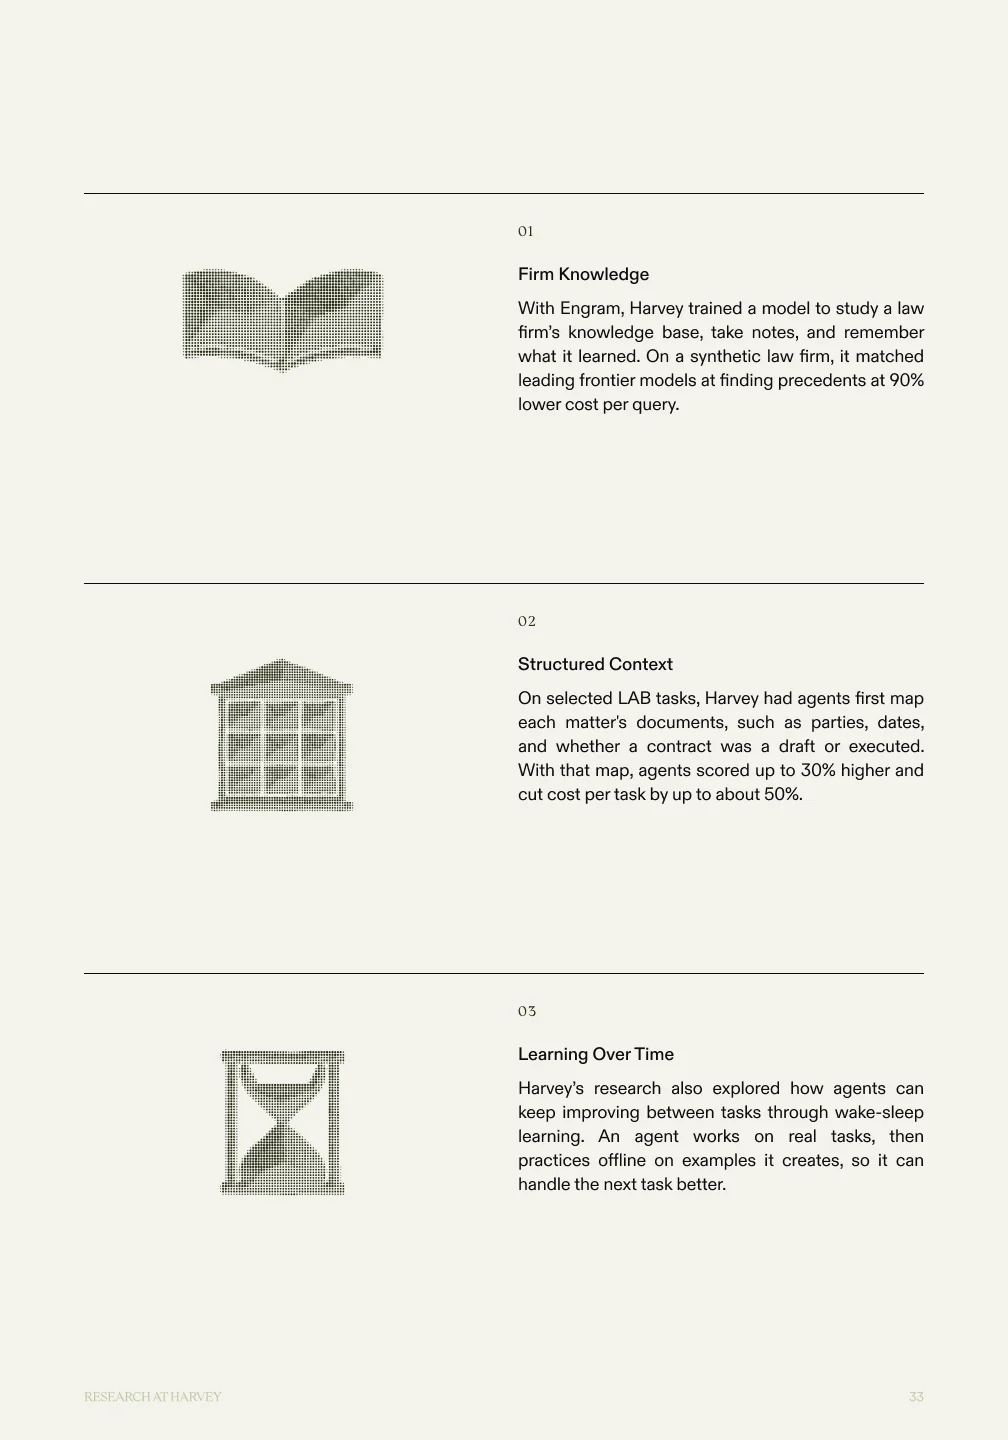 01
Firm Knowledge
With Engram, Harvey trained a model to study a law
firm’s knowledge base, take notes, and remember
what it learned. On a synthetic law firm, it matched
leading frontier models at finding precedents at 90%
lower cost per query.
02
Structured Context
On selected LAB tasks, Harvey had agents first map
each matter's documents, such as parties, dates,
and whether a contract was a draft or executed.
With that map, agents scored up to 30% higher and
cut cost per task by up to about 50%.
03
Learning Over Time
Harvey’s research also explored how agents can
keep improving between tasks through wake-sleep
learning. An agent works on real tasks, then
practices offline on examples it creates, so it can
handle the next task better.
RESEARCH AT HARVEY
33